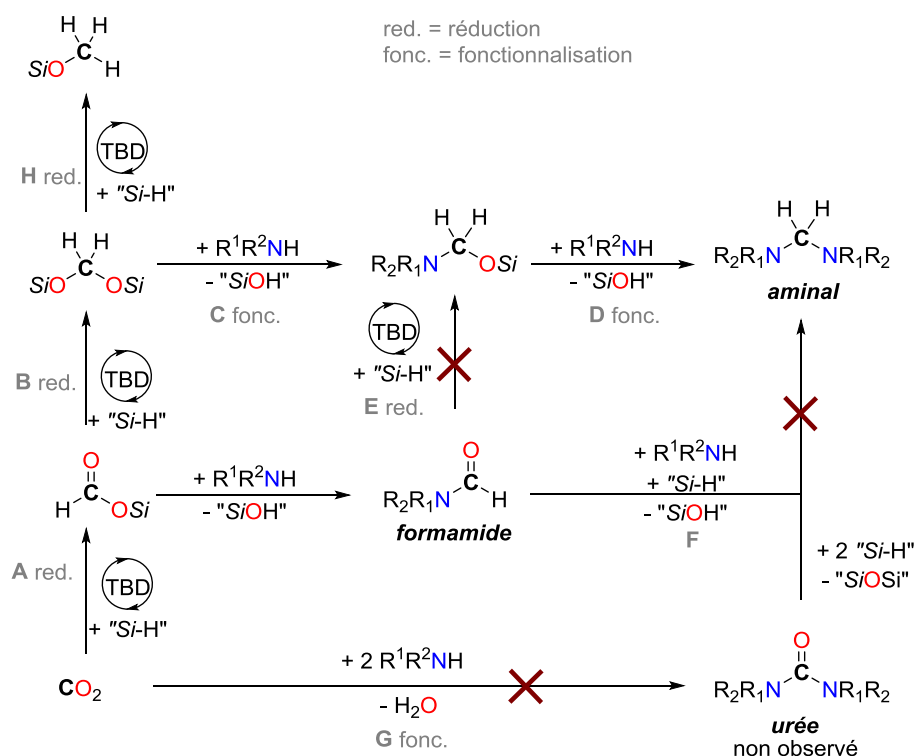 red. = réduction
fonc. = fonctionnalisation
H H
SiO C H
TBD
H red.
+ "Si-H"
H H
SiO C OSi
+ R¹R²NH
- "SiOH"
C fonc.
H H
R₂R₁N C OSi
+ R¹R²NH
- "SiOH"
D fonc.
H H
R₂R₁N C NR₁R₂
aminal
TBD
B red.
+ "Si-H"
TBD
+ "Si-H"
E red.
O
H C OSi
+ R¹R²NH
- "SiOH"
O
R₂R₁N C H
formamide
+ R¹R²NH
+ "Si-H"
- "SiOH"
F
+ 2 "Si-H"
- "SiOSi"
A red.
TBD
+ "Si-H"
CO₂
+ 2 R¹R²NH
- H₂O
G fonc.
O
R₂R₁N C NR₁R₂
urée
non observé